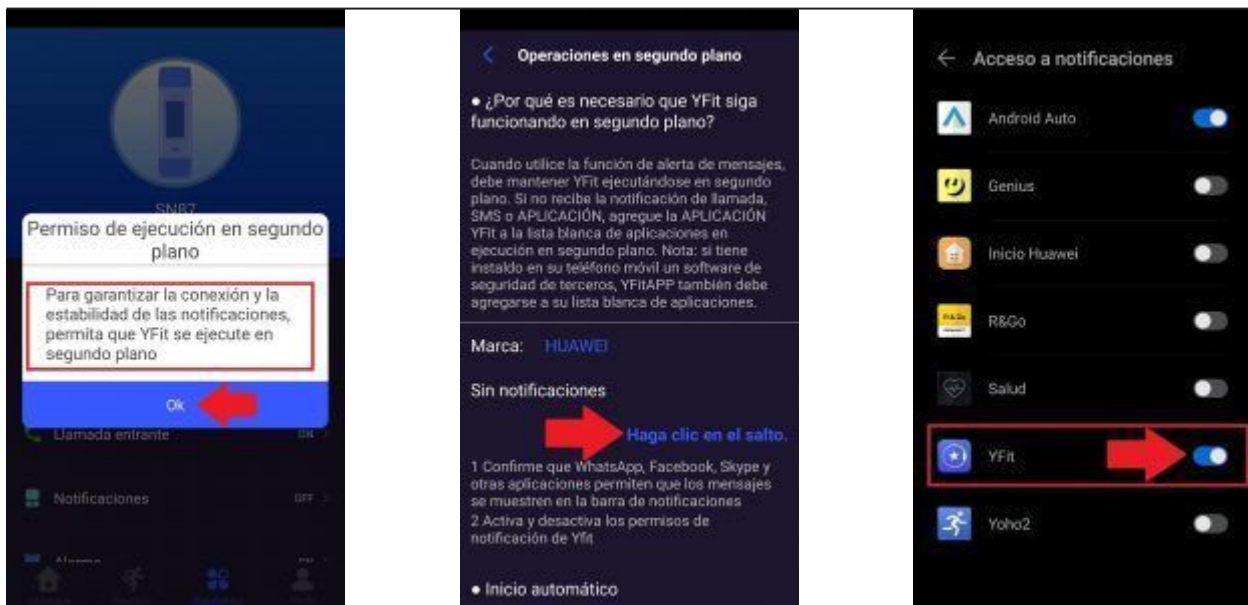 SN87
Permiso de ejecución en segundo
plano
Para garantizar la conexión y la
estabilidad de las notificaciones,
permita que YFit se ejecute en
segundo plano
Ok
Llamada entrante
ON
Notificaciones
OFF
Alarma
ON
Operaciones en segundo plano
● ¿Por qué es necesario que YFit siga
funcionando en segundo plano?
Cuando utilice la función de alerta de mensajes,
debe mantener YFit ejecutándose en segundo
plano. Si no recibe la notificación de llamada,
SMS o APLICACIÓN, agregue la APLICACIÓN
YFit a la lista blanca de aplicaciones en
ejecución en segundo plano. Nota: si tiene
instaldo en su teléfono móvil un software de
seguridad de terceros, YFitAPP también debe
agregarse a su lista blanca de aplicaciones.
Marca: HUAWEI
Sin notificaciones
Haga clic en el salto.
1 Confirme que WhatsApp, Facebook, Skype y
otras aplicaciones permiten que los mensajes
se muestren en la barra de notificaciones
2 Activa y desactiva los permisos de
notificación de Yfit
● Inicio automático
Acceso a notificaciones
Android Auto
Genius
Inicio Huawei
R&Go
Salud
YFit
Yoho2